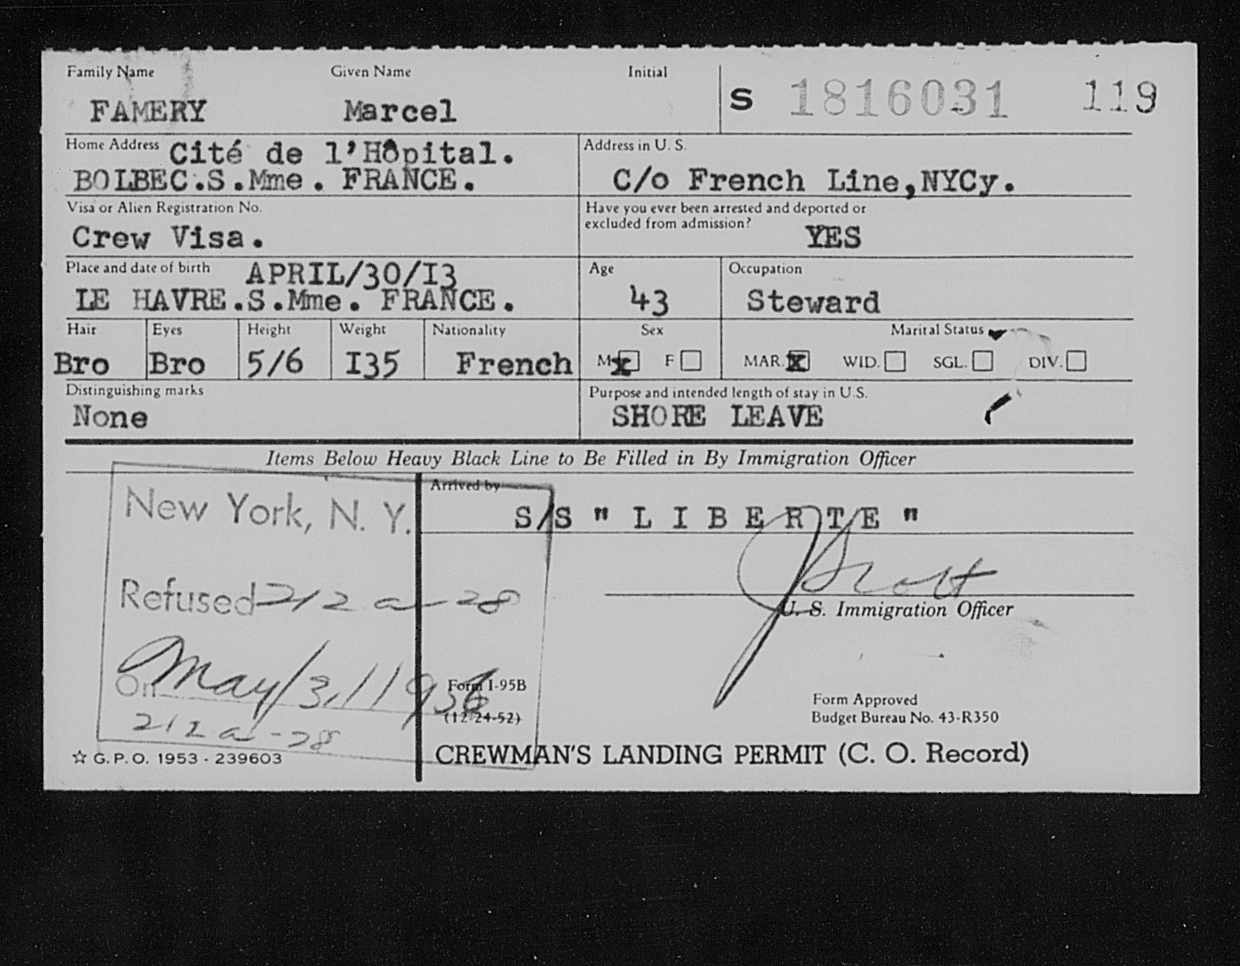 Family Name Given Name Initial
FAMERY Marcel S 1816031 119
Home Address Cité de l'Hôpital. Address in U. S.
BOLBEC.S.Mme. FRANCE. C/o French Line,NYCy.
Visa or Alien Registration No. Have you ever been arrested and deported or
excluded from admission?
Crew Visa. YES
Place and date of birth APRIL/30/I3 Age Occupation
LE HAVRE.S.Mme. FRANCE. 43 Steward
Hair Eyes Height Weight Nationality Sex Marital Status
Bro Bro 5/6 I35 French M x F MAR. x WID. SGL. DIV.
Distinguishing marks Purpose and intended length of stay in U.S.
None SHORE LEAVE
Items Below Heavy Black Line to Be Filled in By Immigration Officer
Arrived by
New York, N. Y. S/S " L I B E R T E "
Refused 212 a - 28
U. S. Immigration Officer
On May/31/1956
Form I-95B
(12-24-52)
212 a - 28
Form Approved
Budget Bureau No. 43-R350
☆ G.P.O. 1953 - 239603 CREWMAN'S LANDING PERMIT (C. O. Record)